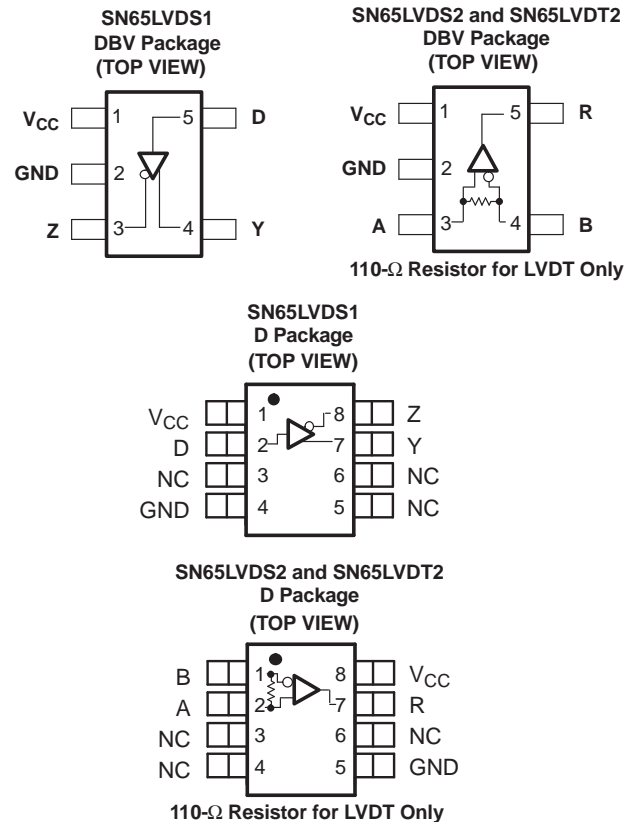 SN65LVDS1
DBV Package
(TOP VIEW)
VCC 1 5 D
GND 2
Z 3 4 Y
SN65LVDS2 and SN65LVDT2
DBV Package
(TOP VIEW)
VCC 1 5 R
GND 2
A 3 4 B
110-Ω Resistor for LVDT Only
SN65LVDS1
D Package
(TOP VIEW)
VCC 1 8 Z
D 2 7 Y
NC 3 6 NC
GND 4 5 NC
SN65LVDS2 and SN65LVDT2
D Package
(TOP VIEW)
B 1 8 VCC
A 2 7 R
NC 3 6 NC
NC 4 5 GND
110-Ω Resistor for LVDT Only